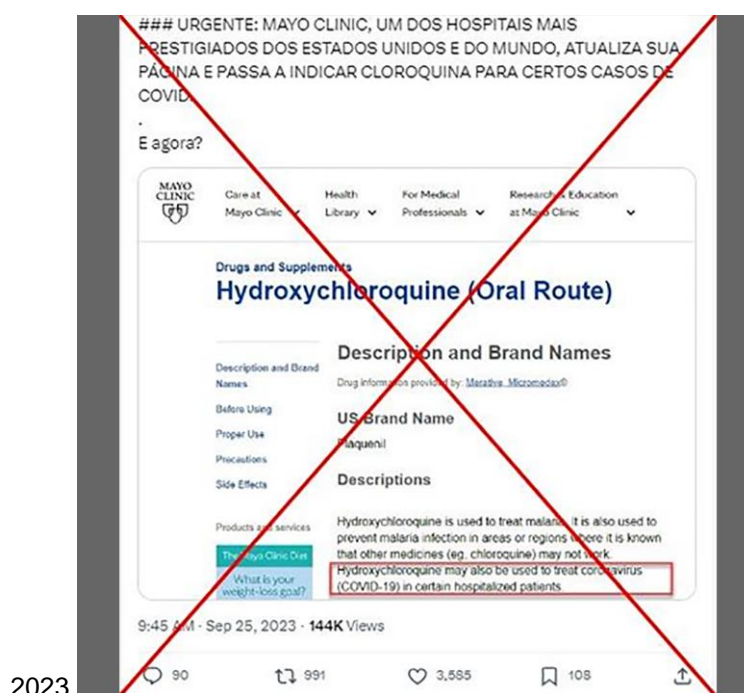 ### URGENTE: MAYO CLINIC, UM DOS HOSPITAIS MAIS
PRESTIGIADOS DOS ESTADOS UNIDOS E DO MUNDO, ATUALIZA SUA
PÁGINA E PASSA A INDICAR CLOROQUINA PARA CERTOS CASOS DE
COVID.
.
E agora?
MAYO
CLINIC
Care at
Mayo Clinic
Health
Library
For Medical
Professionals
Research & Education
at Mayo Clinic
Drugs and Supplements
Hydroxychloroquine (Oral Route)
Description and Brand
Names
Before Using
Proper Use
Precautions
Side Effects
Products and services
The Mayo Clinic Diet
What is your
weight-loss goal?
Description and Brand Names
Drug information provided by: Merative, Micromedex®
US Brand Name
Plaquenil
Descriptions
Hydroxychloroquine is used to treat malaria. It is also used to
prevent malaria infection in areas or regions where it is known
that other medicines (eg, chloroquine) may not work.
Hydroxychloroquine may also be used to treat coronavirus
(COVID-19) in certain hospitalized patients.
9:45 AM · Sep 25, 2023 · 144K Views
90 991 3,585 108
2023